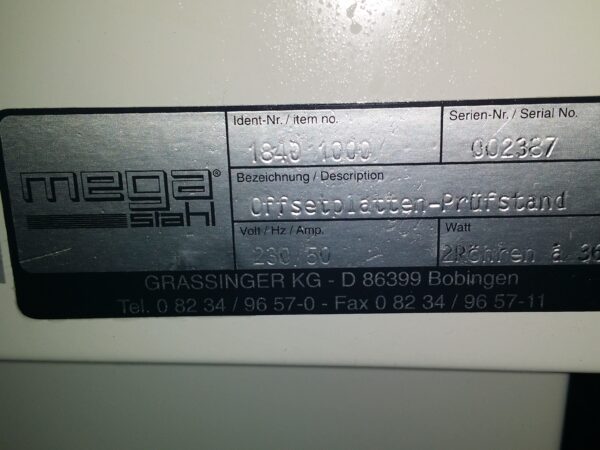 mega®
stahl
Ident-Nr. / item no.
1840 1000
Serien-Nr. / Serial No.
002387
Bezeichnung / Description
Offsetplatten-Prüfstand
Volt / Hz / Amp.
230/50
Watt
2Röhren à 36
GRASSINGER KG - D 86399 Bobingen
Tel. 0 82 34 / 96 57-0 - Fax 0 82 34 / 96 57-11